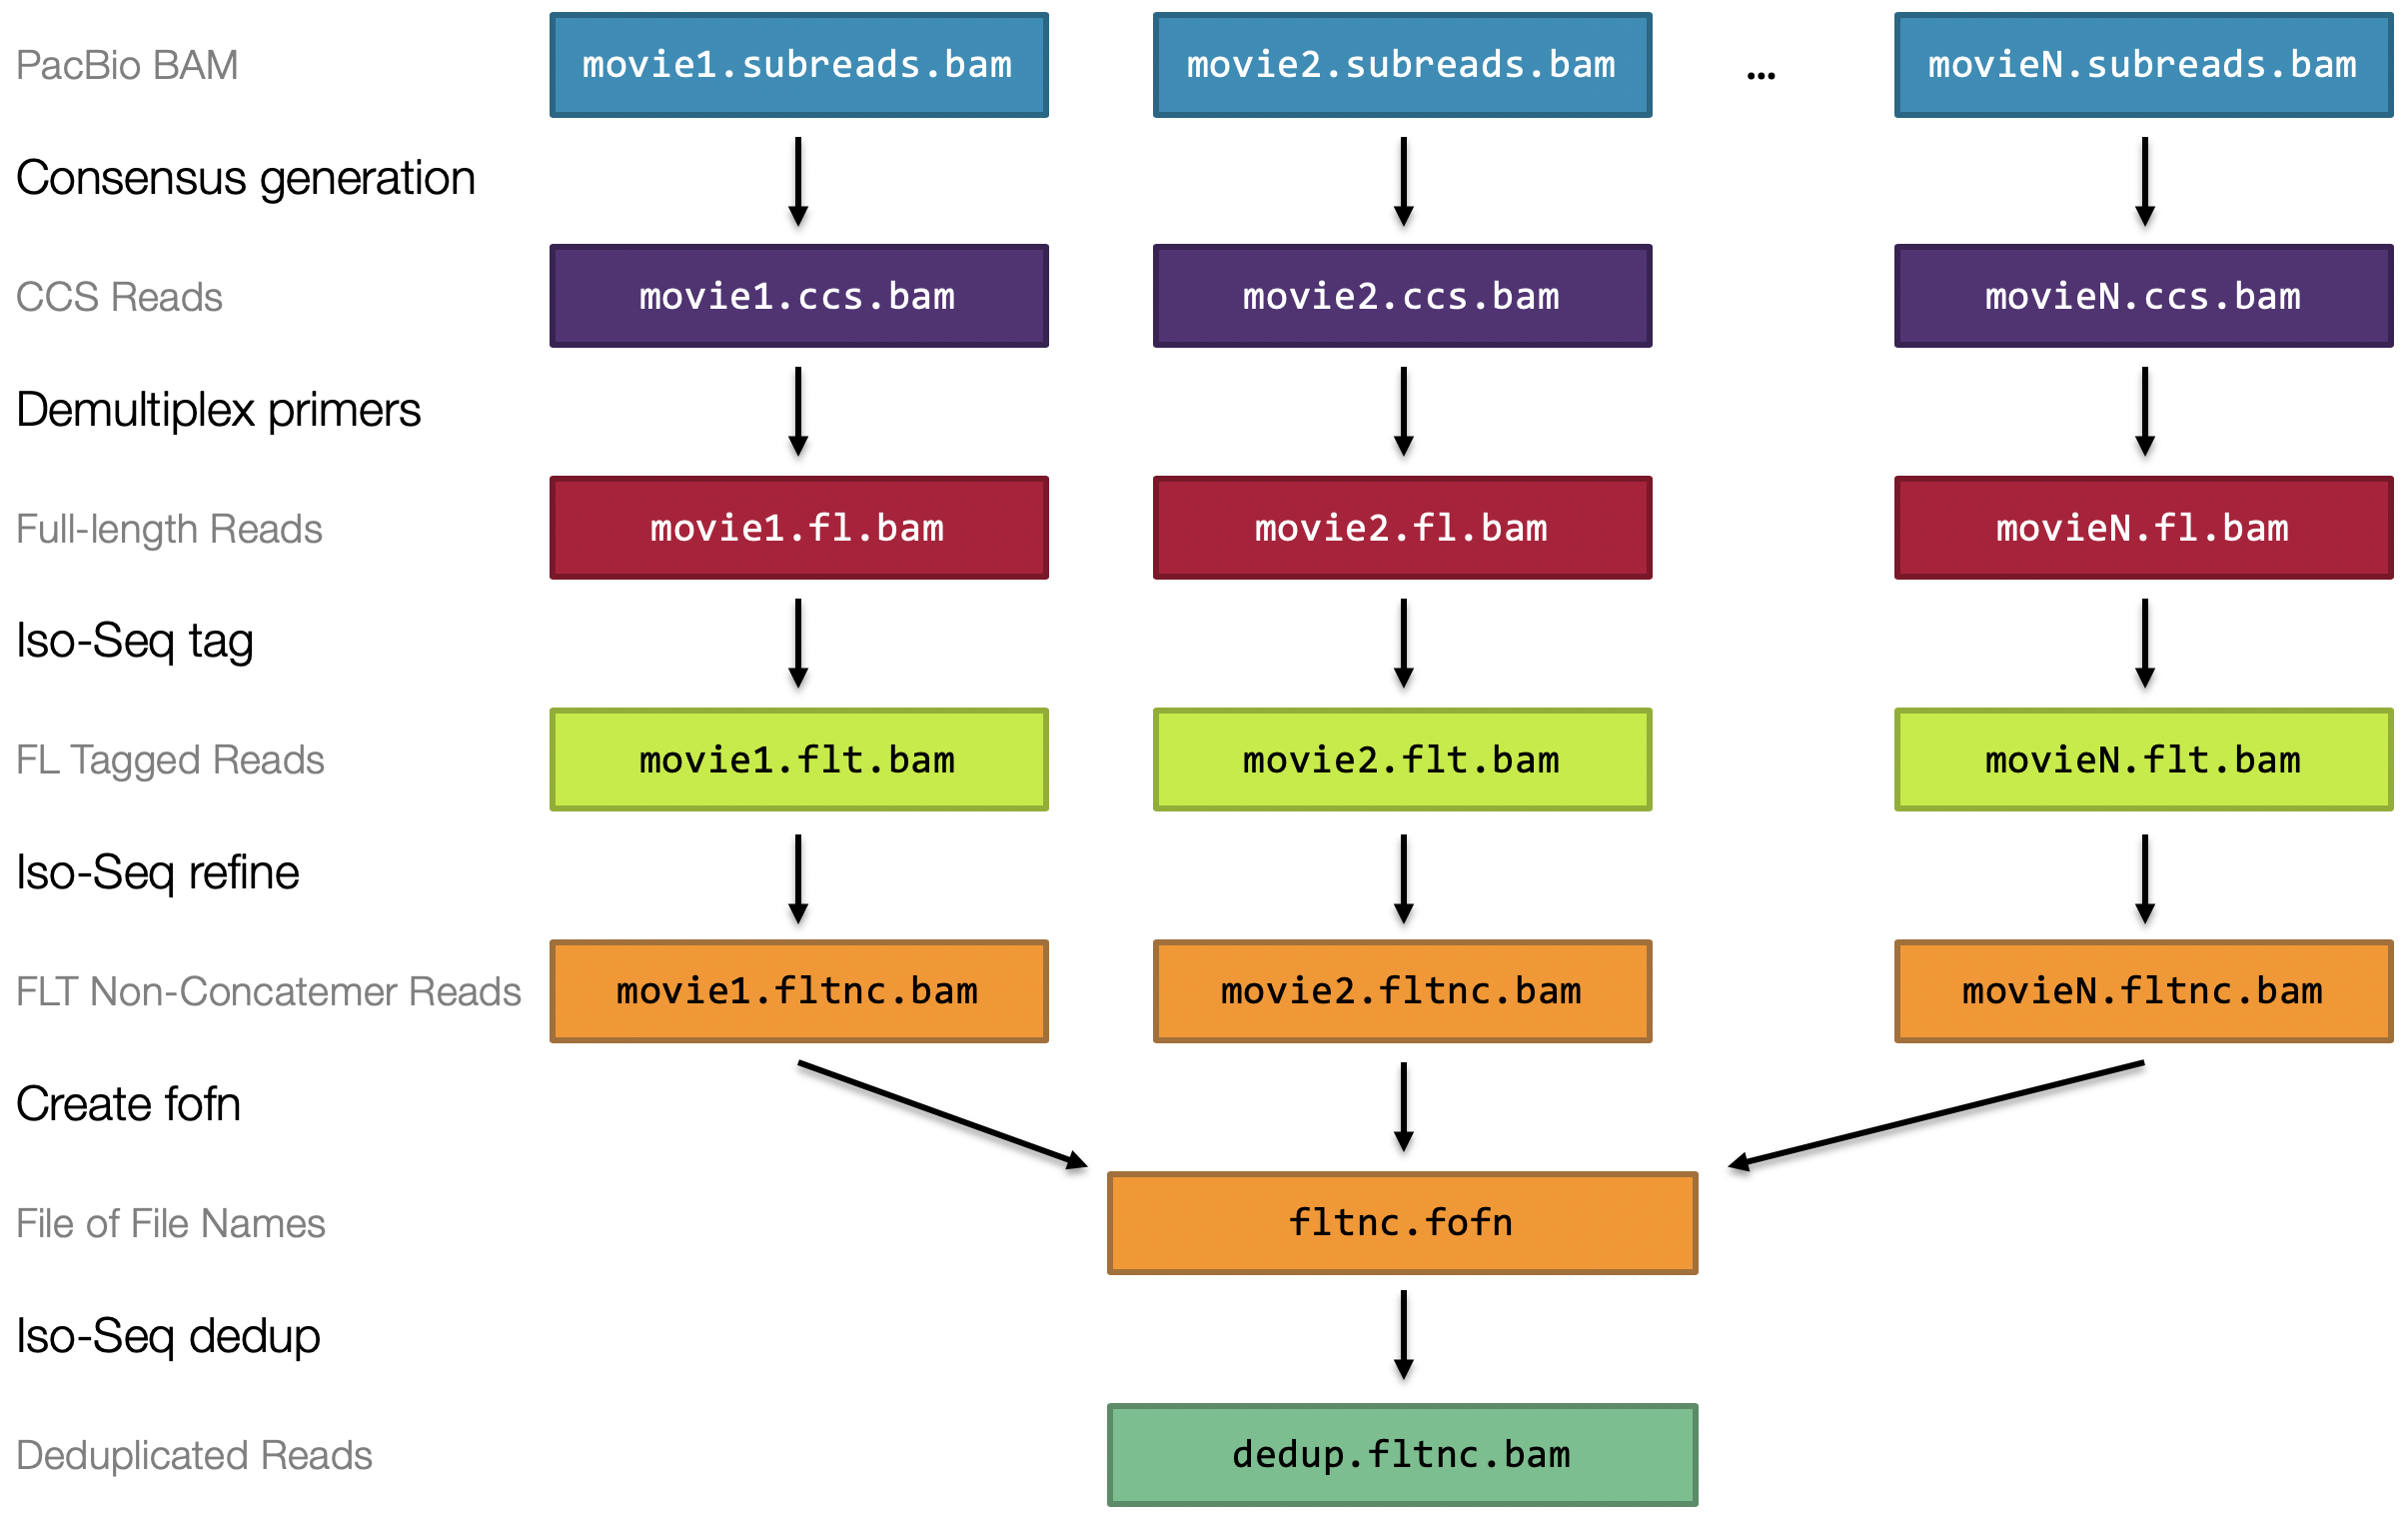 PacBio BAM
movie1.subreads.bam
movie2.subreads.bam
...
movieN.subreads.bam
Consensus generation
CCS Reads
movie1.ccs.bam
movie2.ccs.bam
movieN.ccs.bam
Demultiplex primers
Full-length Reads
movie1.fl.bam
movie2.fl.bam
movieN.fl.bam
Iso-Seq tag
FL Tagged Reads
movie1.flt.bam
movie2.flt.bam
movieN.flt.bam
Iso-Seq refine
FLT Non-Concatemer Reads
movie1.fltnc.bam
movie2.fltnc.bam
movieN.fltnc.bam
Create fofn
File of File Names
fltnc.fofn
Iso-Seq dedup
Deduplicated Reads
dedup.fltnc.bam